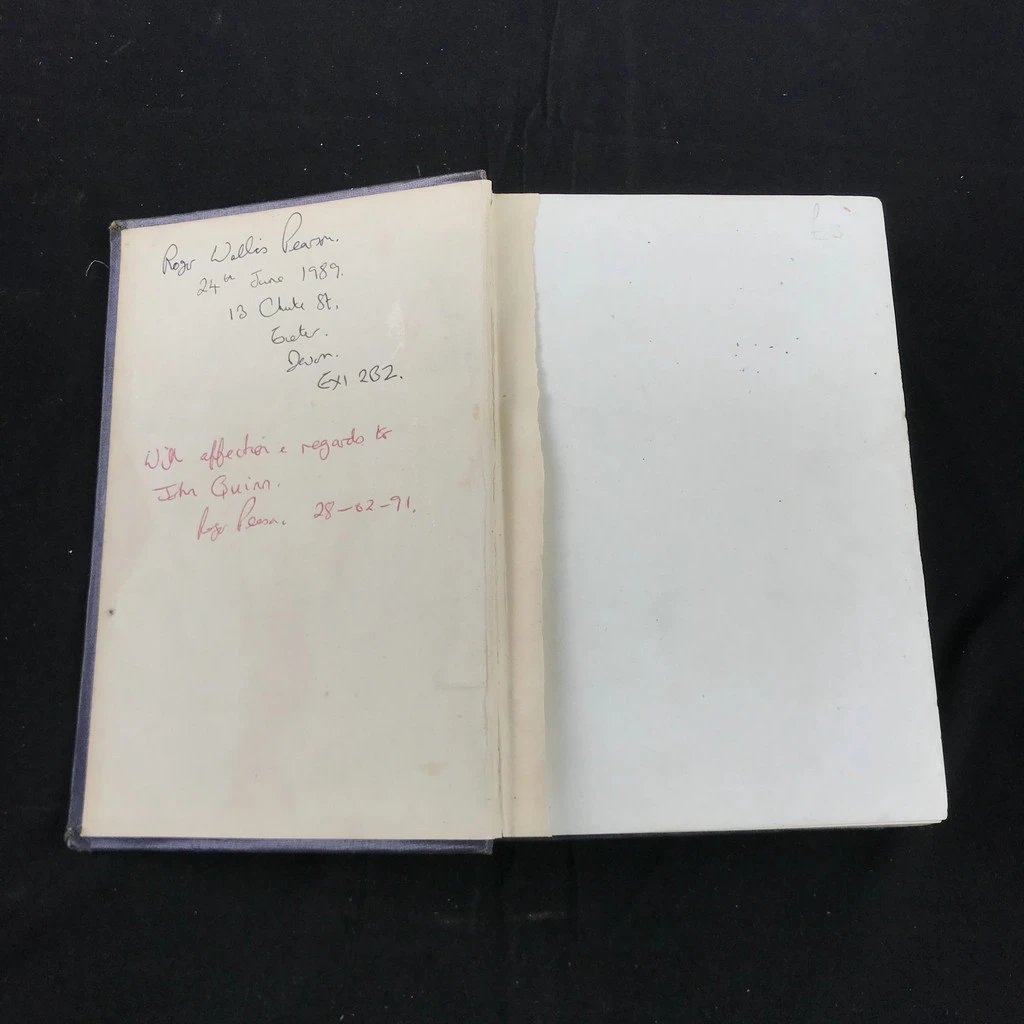 Roger Wallis Pearson.
24th June 1989.
13 Chute St,
Exeter.
Devon.
EX1 2BZ.
With affection & regards to
John Quinn.
Roger Pearson. 28-02-91.